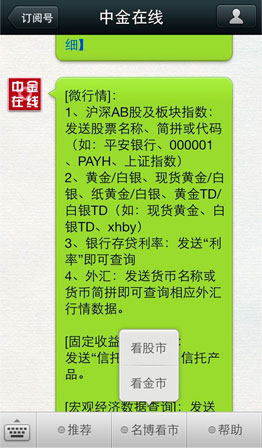 订阅号
中金在线
细】
中金
在线
[微行情]：
1、沪深AB股及板块指数：
发送股票名称、简拼或代码
（如：平安银行、000001
、PAYH、上证指数）
2、黄金/白银、现货黄金/白
银、纸黄金/白银、黄金TD/
白银TD（如：现货黄金、白
银TD、xhby）
3、银行存贷利率：发送“利
率”即可查询
4、外汇：发送货币名称或
货币简拼即可查询相应外汇
行情数据。
[固定收益
：
发送“信托
信托产
品。
看股市
看金市
[宏观经济数据查询]：发送
推荐
名博看市
帮助